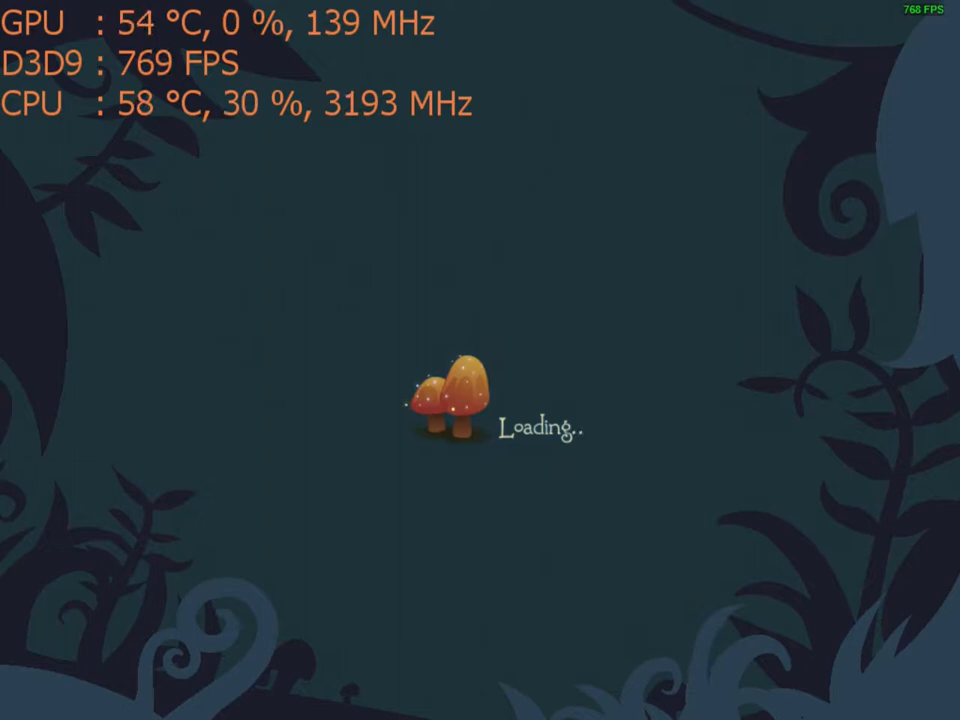 GPU : 54 °C, 0 %, 139 MHz
768 FPS
D3D9 : 769 FPS
CPU : 58 °C, 30 %, 3193 MHz
Loading..